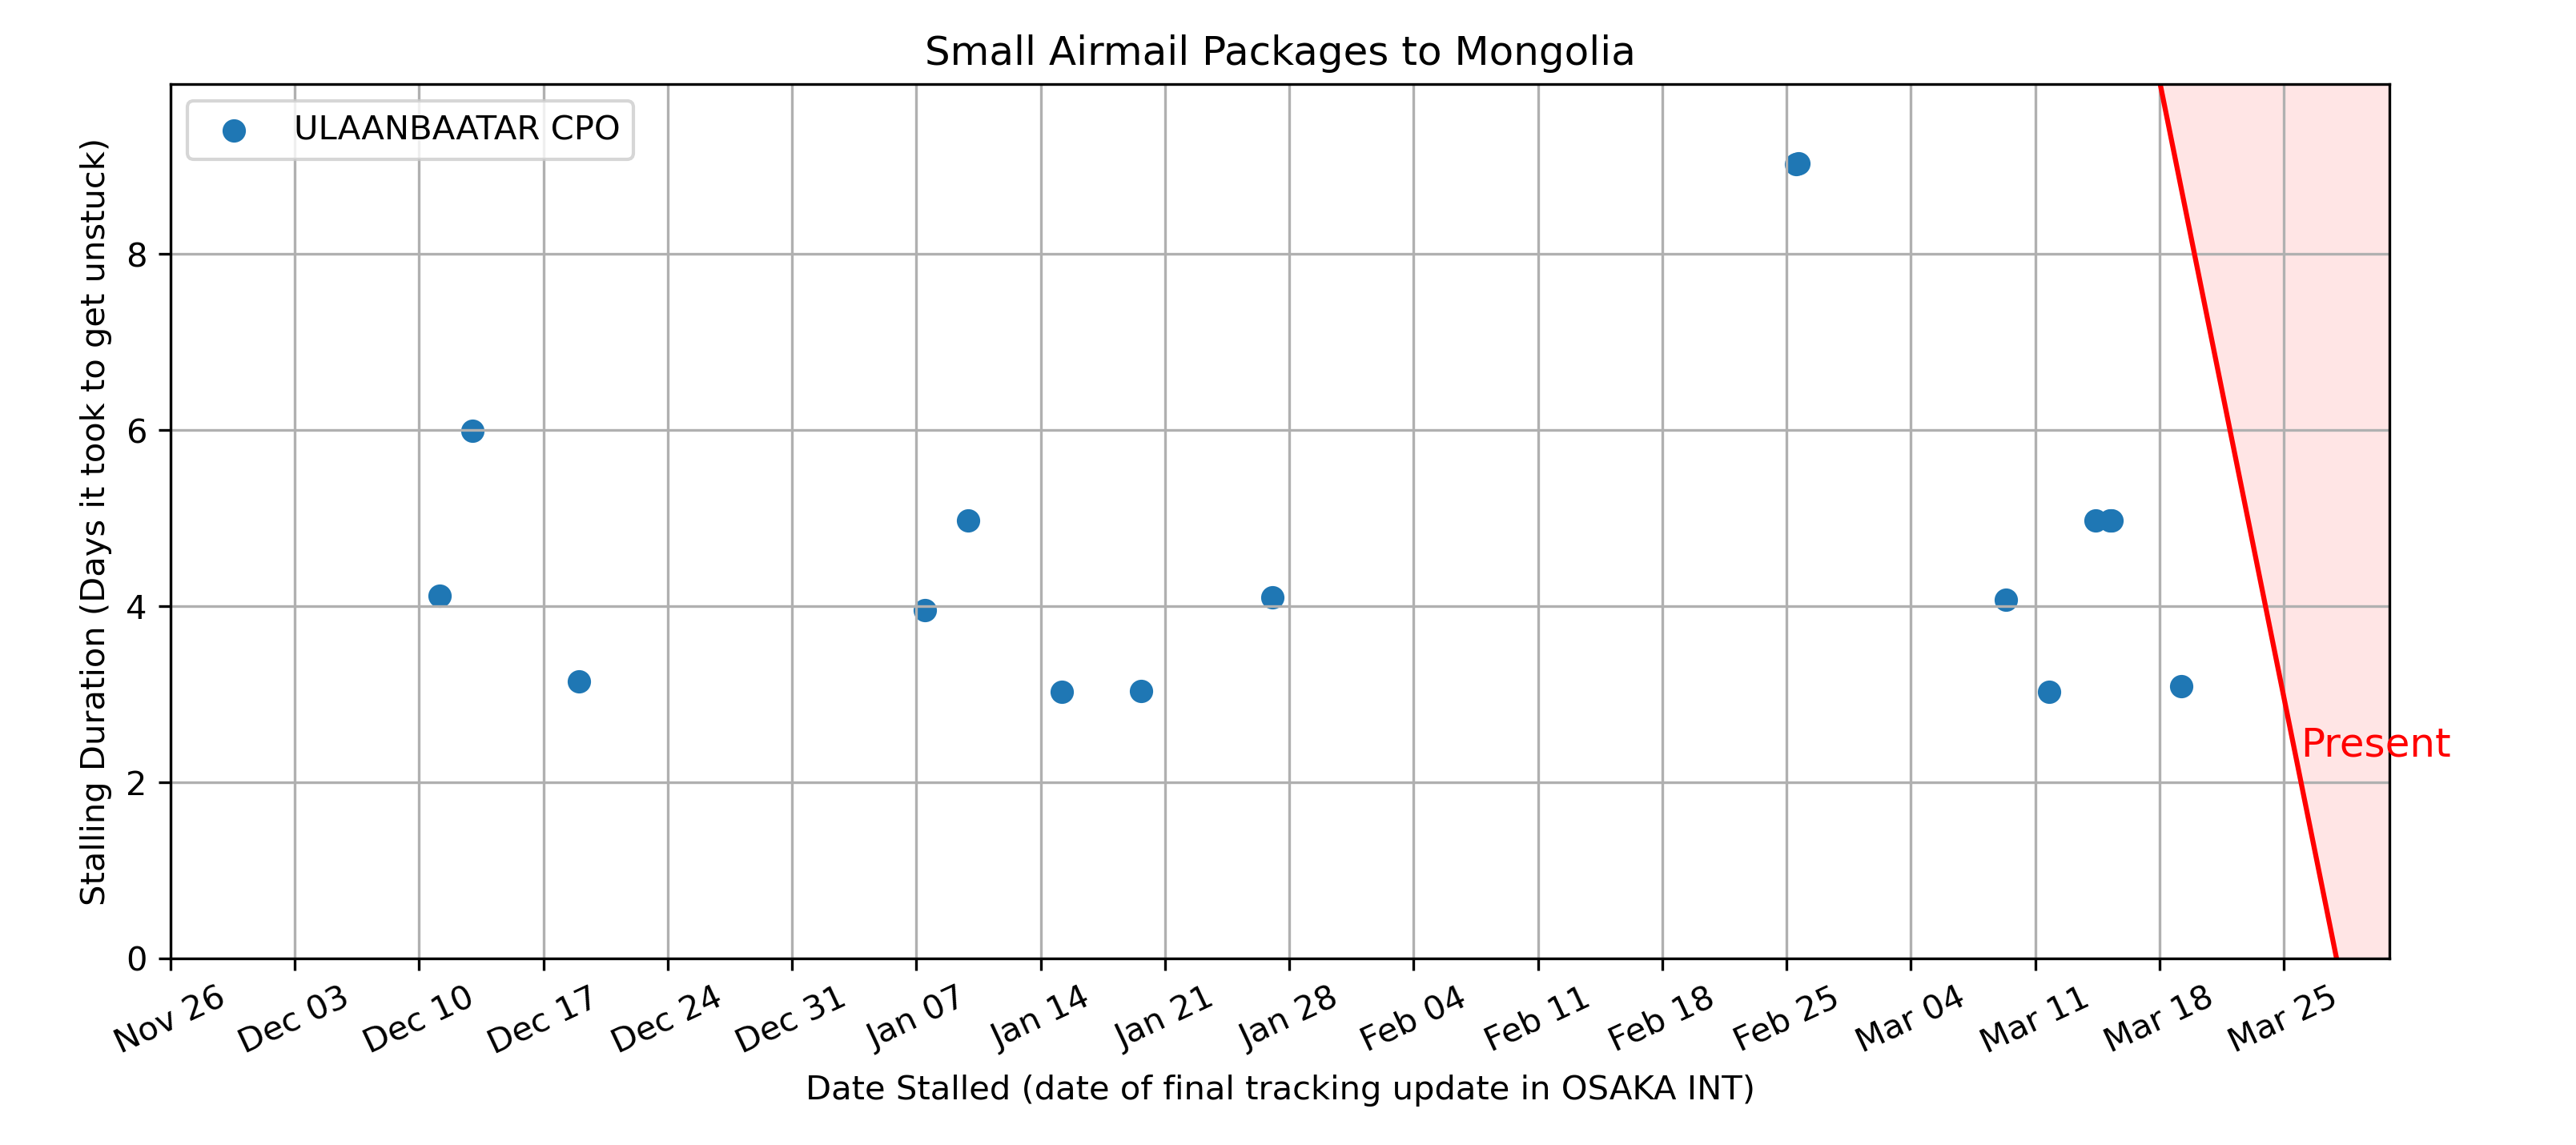 Small Airmail Packages to Mongolia
ULAANBAATAR CPO
Stalling Duration (Days it took to get unstuck)
8
6
4
2
0
Present
Nov 26
Dec 03
Dec 10
Dec 17
Dec 24
Dec 31
Jan 07
Jan 14
Jan 21
Jan 28
Feb 04
Feb 11
Feb 18
Feb 25
Mar 04
Mar 11
Mar 18
Mar 25
Date Stalled (date of final tracking update in OSAKA INT)